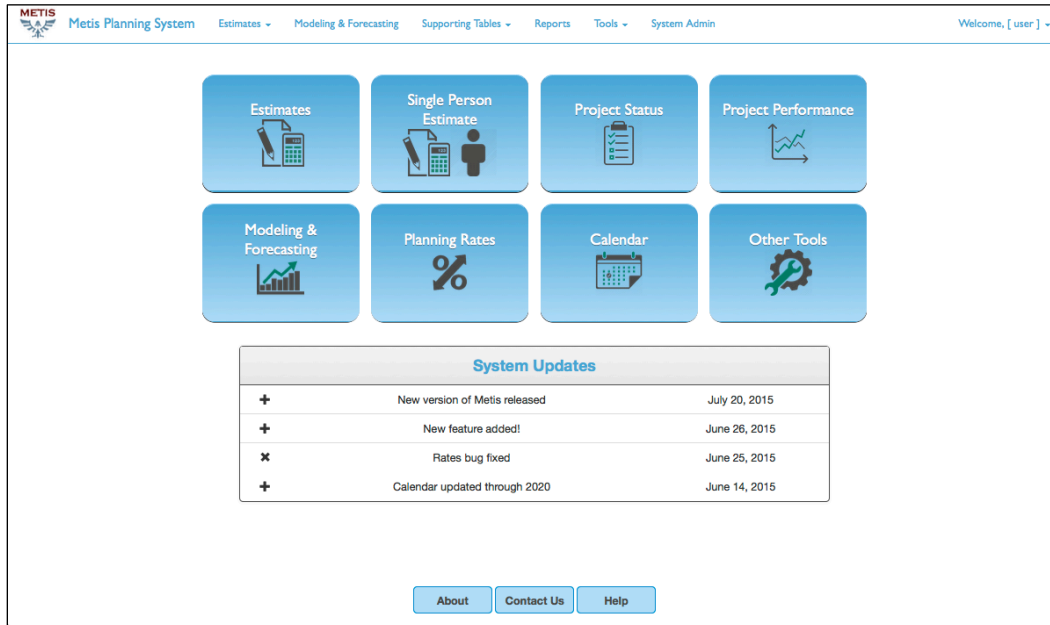 METIS
Metis Planning System Estimates Modeling & Forecasting Supporting Tables Reports Tools System Admin Welcome, [ user ]
Estimates
Single Person
Estimate
Project Status
Project Performance
Modeling &
Forecasting
Planning Rates
%
Calendar
Other Tools
System Updates
+ New version of Metis released July 20, 2015
+ New feature added! June 26, 2015
✖ Rates bug fixed June 25, 2015
+ Calendar updated through 2020 June 14, 2015
About Contact Us Help